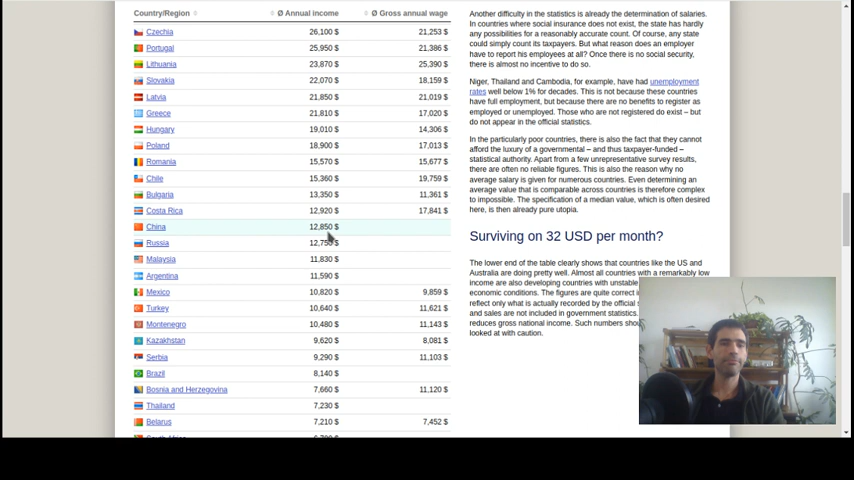 Country/Region Ø Annual income Ø Gross annual wage
Czechia 26,100 $ 21,253 $
Portugal 25,950 $ 21,386 $
Lithuania 23,870 $ 25,390 $
Slovakia 22,070 $ 18,159 $
Latvia 21,850 $ 21,019 $
Greece 21,810 $ 17,020 $
Hungary 19,010 $ 14,306 $
Poland 18,900 $ 17,013 $
Romania 15,570 $ 15,677 $
Chile 15,360 $ 19,759 $
Bulgaria 13,350 $ 11,361 $
Costa Rica 12,920 $ 17,841 $
China 12,850 $
Russia 12,750 $
Malaysia 11,830 $
Argentina 11,590 $
Mexico 10,820 $ 9,859 $
Turkey 10,640 $ 11,621 $
Montenegro 10,480 $ 11,143 $
Kazakhstan 9,620 $ 8,081 $
Serbia 9,290 $ 11,103 $
Brazil 8,140 $
Bosnia and Herzegovina 7,660 $ 11,120 $
Thailand 7,230 $
Belarus 7,210 $ 7,452 $
Another difficulty in the statistics is already the determination of salaries.
In countries where social insurance does not exist, the state has hardly
any possibilities for a reasonably accurate count. Of course, any state
could simply count its taxpayers. But what reason does an employer
have to report his employees at all? Once there is no social security,
there is almost no incentive to do so.
Niger, Thailand and Cambodia, for example, have had unemployment
rates well below 1% for decades. This is not because these countries
have full employment, but because there are no benefits to register as
employed or unemployed. Those who are not registered do exist – but
do not appear in the official statistics.
In the particularly poor countries, there is also the fact that they cannot
afford the luxury of a governmental – and thus taxpayer-funded –
statistical authority. Apart from a few unrepresentative survey results,
there are often no reliable figures. This is also the reason why no
average salary is given for numerous countries. Even determining an
average value that is comparable across countries is therefore complex
to impossible. The specification of a median value, which is often desired
here, is then already pure utopia.
Surviving on 32 USD per month?
The lower end of the table clearly shows that countries like the US and
Australia are doing pretty well. Almost all countries with a remarkably low
income are also developing countries with unstable
economic conditions. The figures are quite correct
reflect only what is actually recorded by the official
and sales are not included in government statistics.
reduces gross national income. Such numbers
looked at with caution.